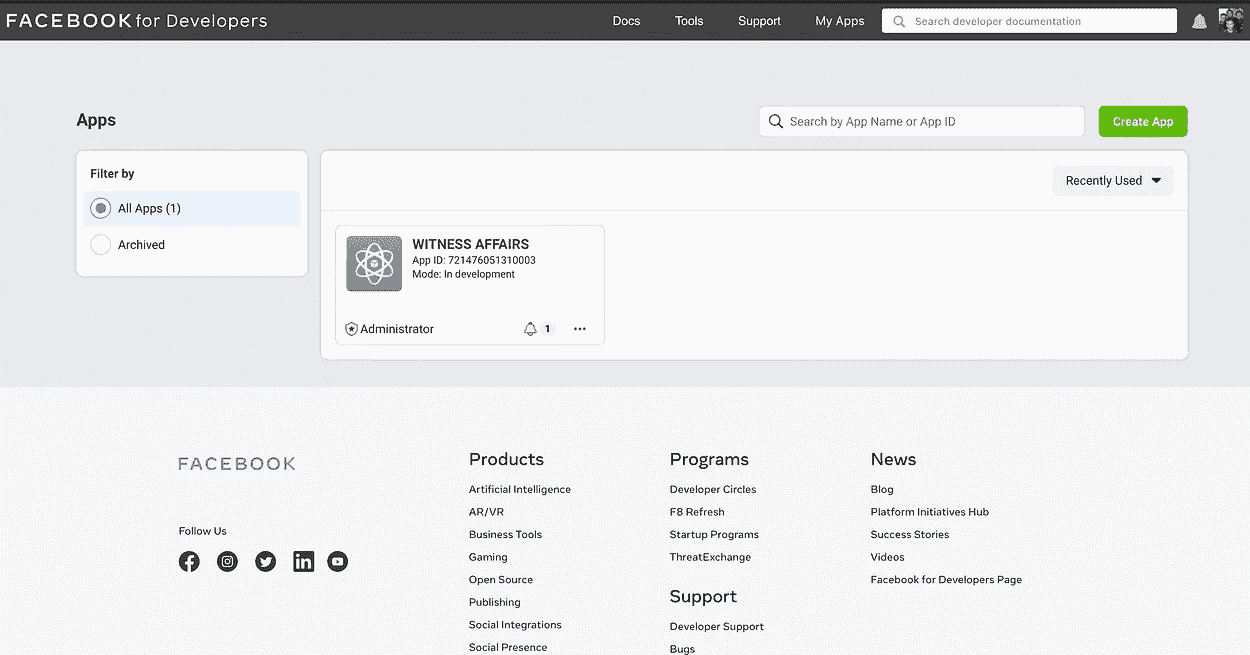 FACEBOOK for Developers
Docs
Tools
Support
My Apps
Search developer documentation
Apps
Search by App Name or App ID
Create App
Filter by
All Apps (1)
Archived
Recently Used
WITNESS AFFAIRS
App ID: 721476051310003
Mode: In development
Administrator
1
FACEBOOK
Follow Us
Products
Artificial Intelligence
AR/VR
Business Tools
Gaming
Open Source
Publishing
Social Integrations
Social Presence
Programs
Developer Circles
F8 Refresh
Startup Programs
ThreatExchange
Support
Developer Support
Bugs
News
Blog
Platform Initiatives Hub
Success Stories
Videos
Facebook for Developers Page